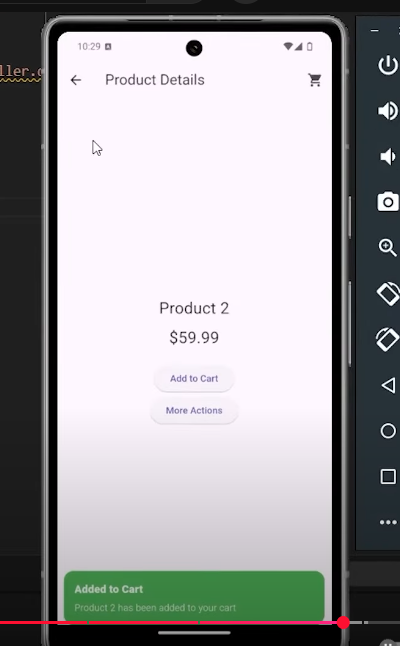 ller.g
10:29
Product Details
Product 2
$59.99
Add to Cart
More Actions
Added to Cart
Product 2 has been added to your cart